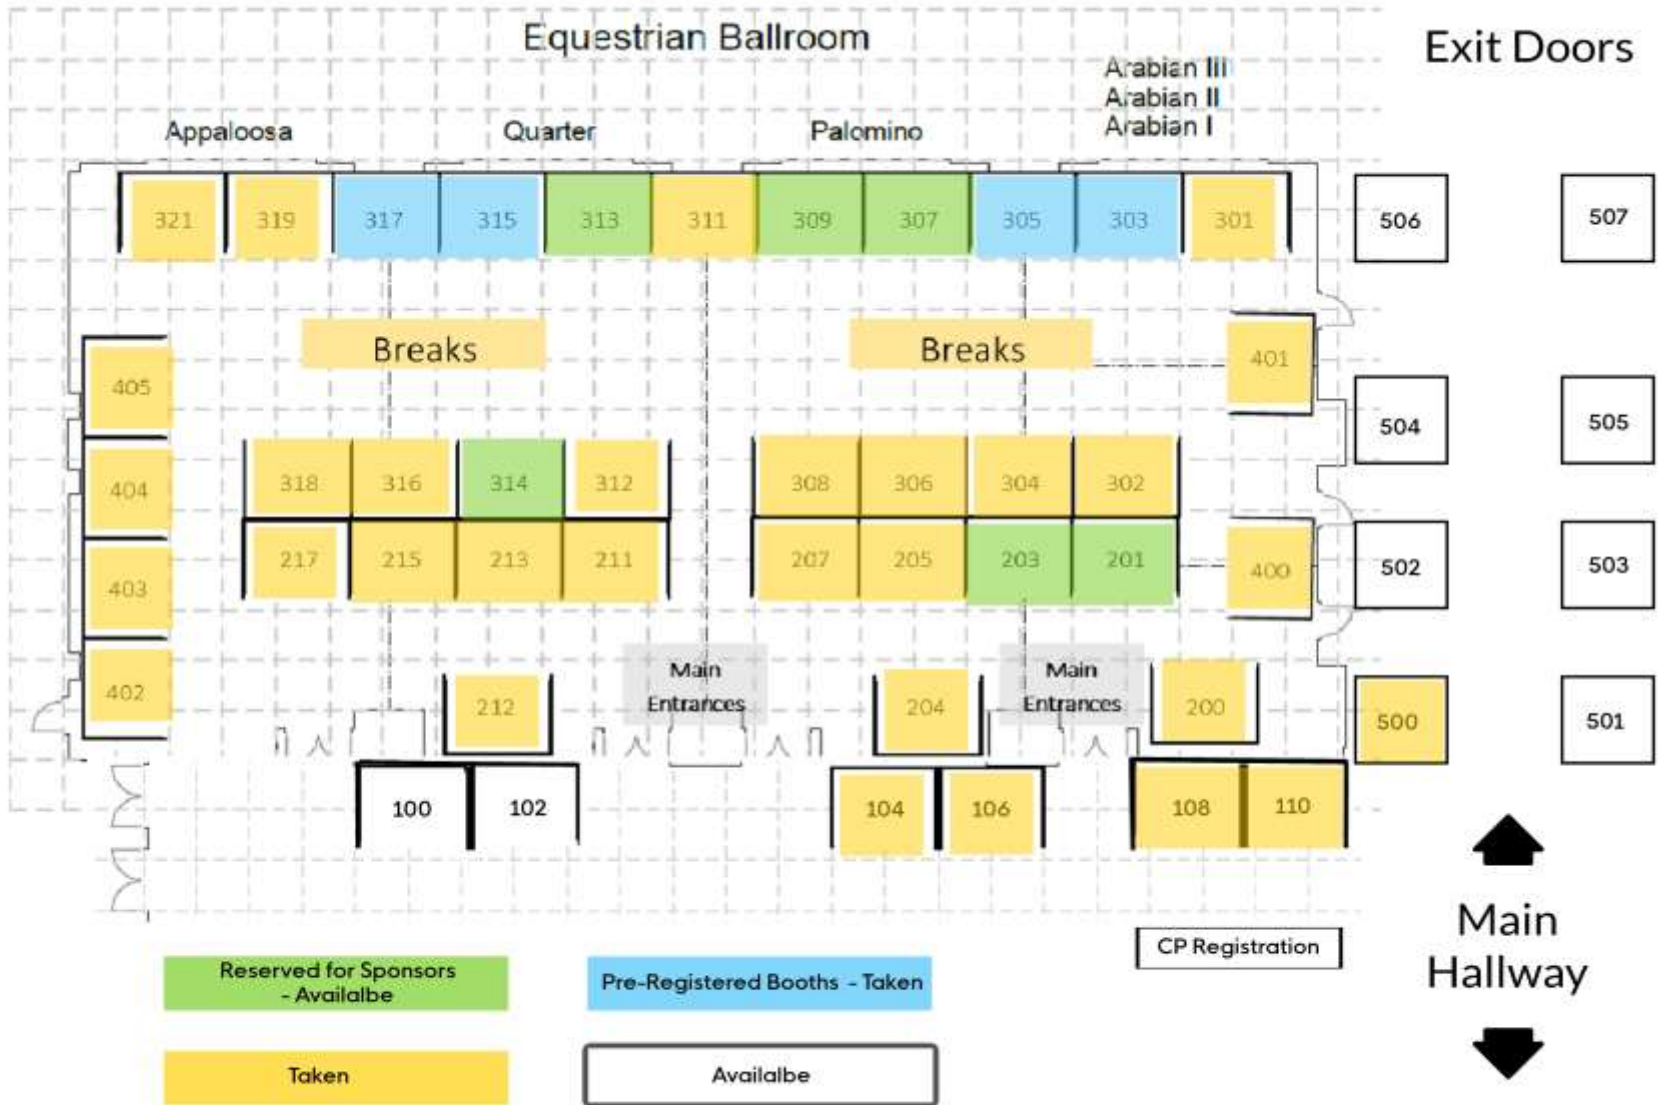 Equestrian Ballroom
Exit Doors
Arabian III
Arabian II
Arabian I
Appaloosa Quarter Palomino
321 319 317 315 313 311 309 307 305 303 301 506 507
Breaks Breaks
401
405
504 505
318 316 314 312 308 306 304 302
404
217 215 213 211 207 205 203 201 400 502 503
403
Main
Entrances
Main
Entrances
402 212 204 200 500 501
100 102 104 106 108 110
Main
Hallway
CP Registration
Reserved for Sponsors
- Availalbe
Pre-Registered Booths - Taken
Taken
Availalbe